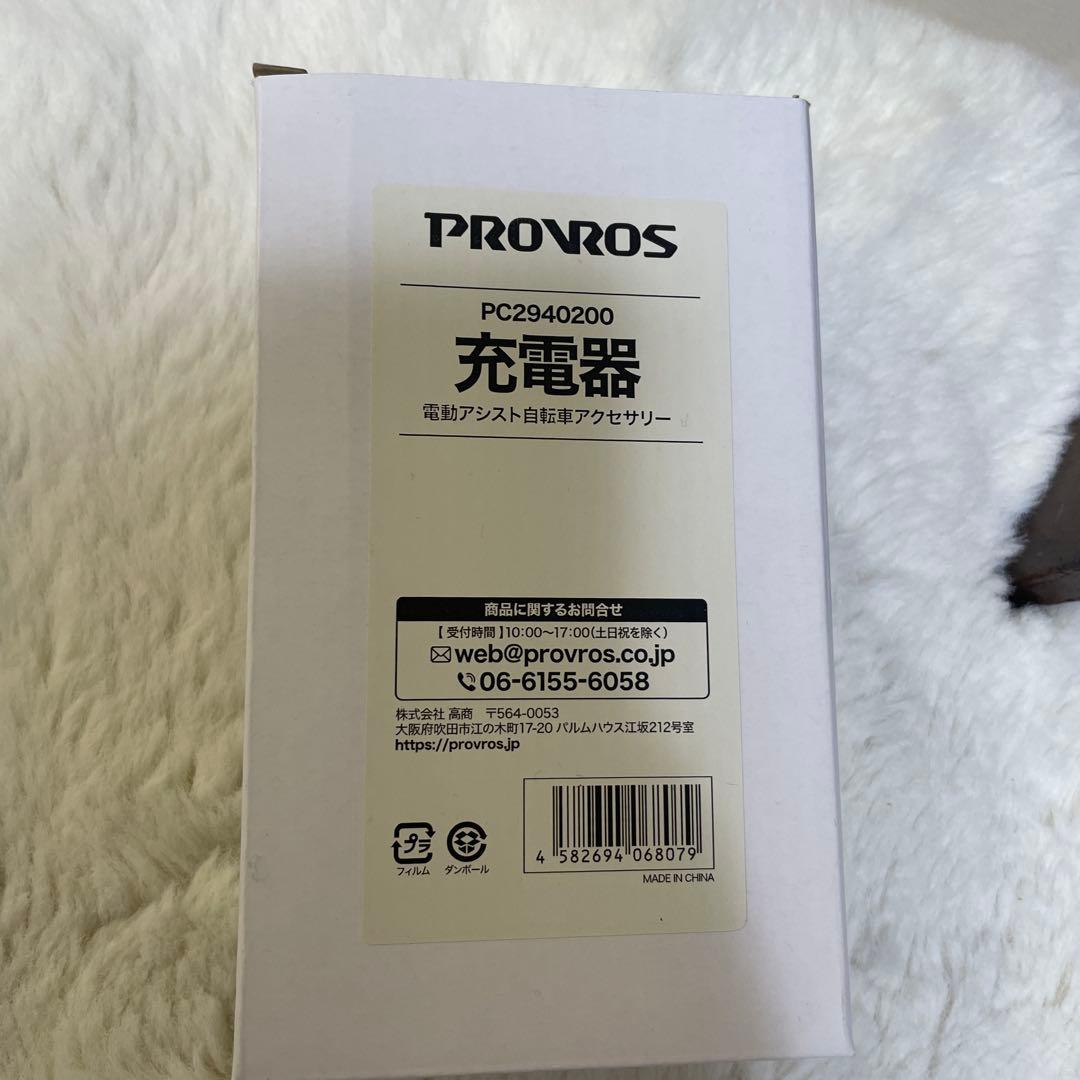 PROVROS
PC2940200
充電器
電動アシスト自転車アクセサリー
商品に関するお問合せ
【 受付時間 】10:00〜17:00(土日祝を除く)
web@provros.co.jp
06-6155-6058
株式会社 高商 〒564-0053
大阪府吹田市江の木町17-20 パルムハウス江坂212号室
https://provros.jp
プラ
フィルム ダンボール
4 582694 068079
MADE IN CHINA